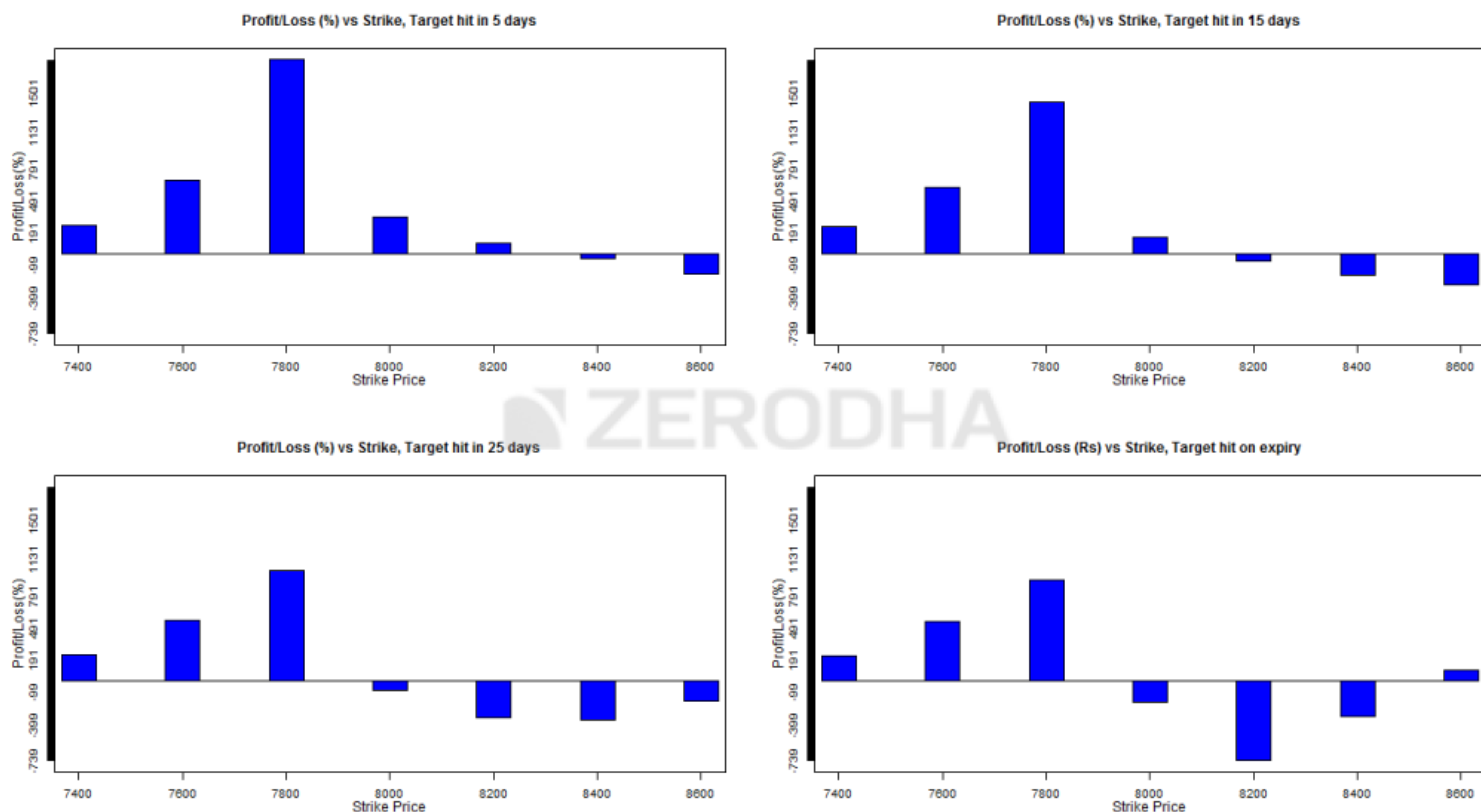 Profit/Loss (%) vs Strike, Target hit in 5 days
Profit/Loss(%)
1501
1131
791
491
191
-99
-399
-739
7400 7600 7800 8000 8200 8400 8600
Strike Price
Profit/Loss (%) vs Strike, Target hit in 15 days
Profit/Loss(%)
1501
1131
791
491
191
-99
-399
-739
7400 7600 7800 8000 8200 8400 8600
Strike Price
ZERODHA
Profit/Loss (%) vs Strike, Target hit in 25 days
Profit/Loss(%)
1501
1131
791
491
191
-99
-399
-739
7400 7600 7800 8000 8200 8400 8600
Strike Price
Profit/Loss (Rs) vs Strike, Target hit on expiry
Profit/Loss(%)
1501
1131
791
491
191
-99
-399
-739
7400 7600 7800 8000 8200 8400 8600
Strike Price